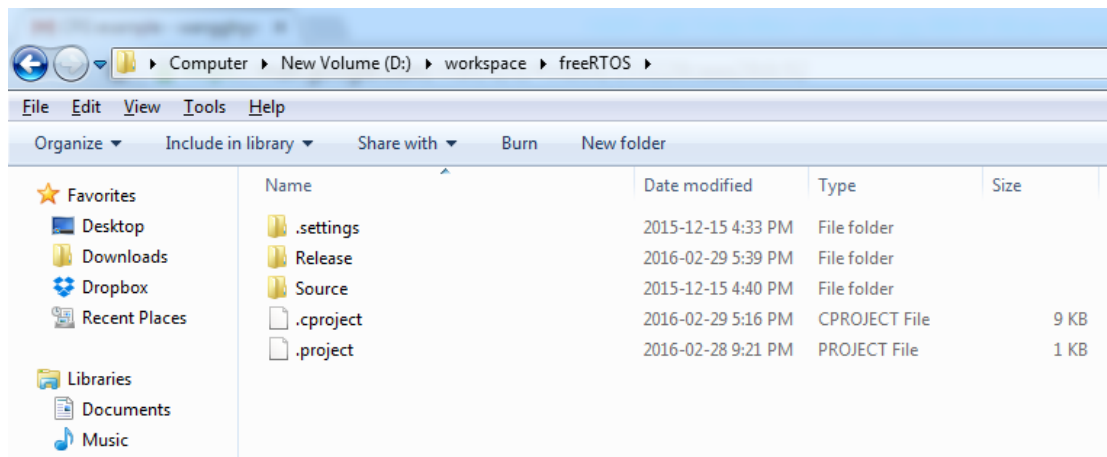 Computer New Volume (D:) workspace freeRTOS
File Edit View Tools Help
Organize Include in library Share with Burn New folder
Favorites
Desktop
Downloads
Dropbox
Recent Places
Libraries
Documents
Music
Name Date modified Type Size
.settings 2015-12-15 4:33 PM File folder
Release 2016-02-29 5:39 PM File folder
Source 2015-12-15 4:40 PM File folder
.cproject 2016-02-29 5:16 PM CPROJECT File 9 KB
.project 2016-02-28 9:21 PM PROJECT File 1 KB